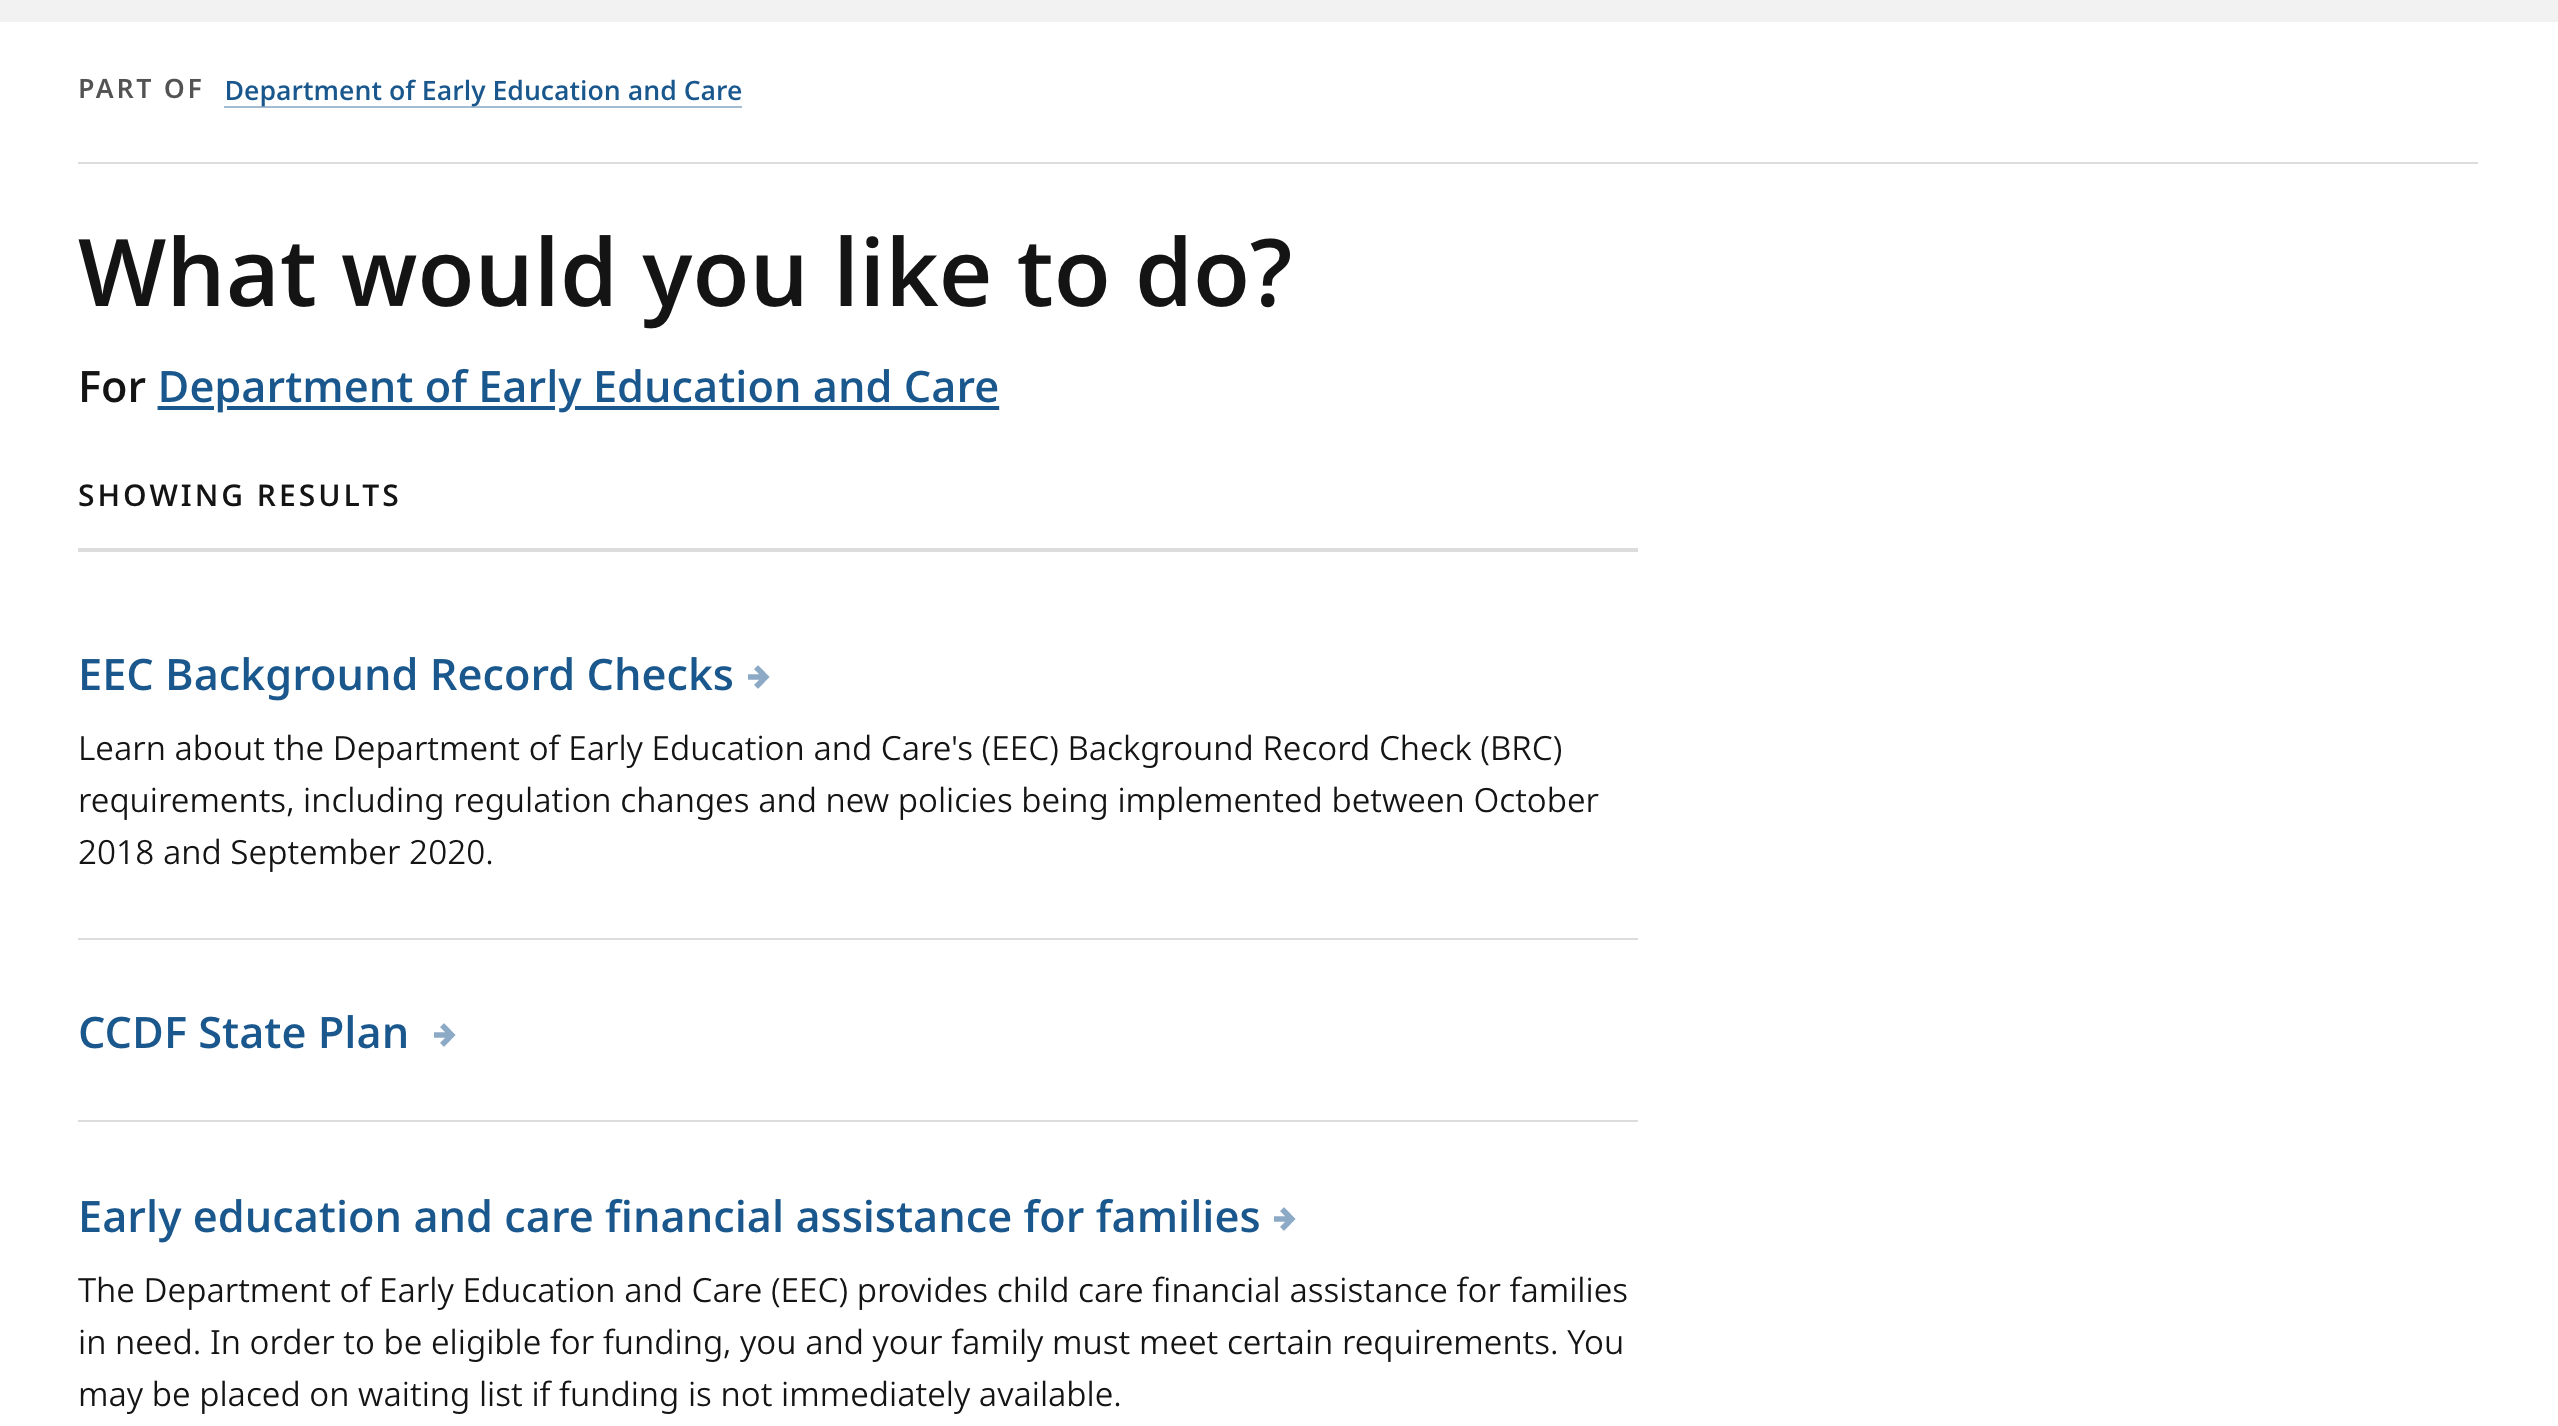 PART OF Department of Early Education and Care
What would you like to do?
For Department of Early Education and Care
SHOWING RESULTS
EEC Background Record Checks
Learn about the Department of Early Education and Care's (EEC) Background Record Check (BRC)
requirements, including regulation changes and new policies being implemented between October
2018 and September 2020.
CCDF State Plan
Early education and care financial assistance for families
The Department of Early Education and Care (EEC) provides child care financial assistance for families
in need. In order to be eligible for funding, you and your family must meet certain requirements. You
may be placed on waiting list if funding is not immediately available.